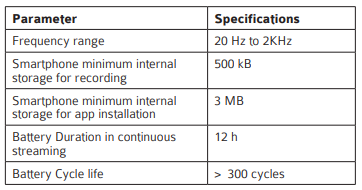 Parameter Specifications
Frequency range 20 Hz to 2KHz
Smartphone minimum internal 500 kB
storage for recording
Smartphone minimum internal 3 MB
storage for app installation
Battery Duration in continuous 12 h
streaming
Battery Cycle life > 300 cycles